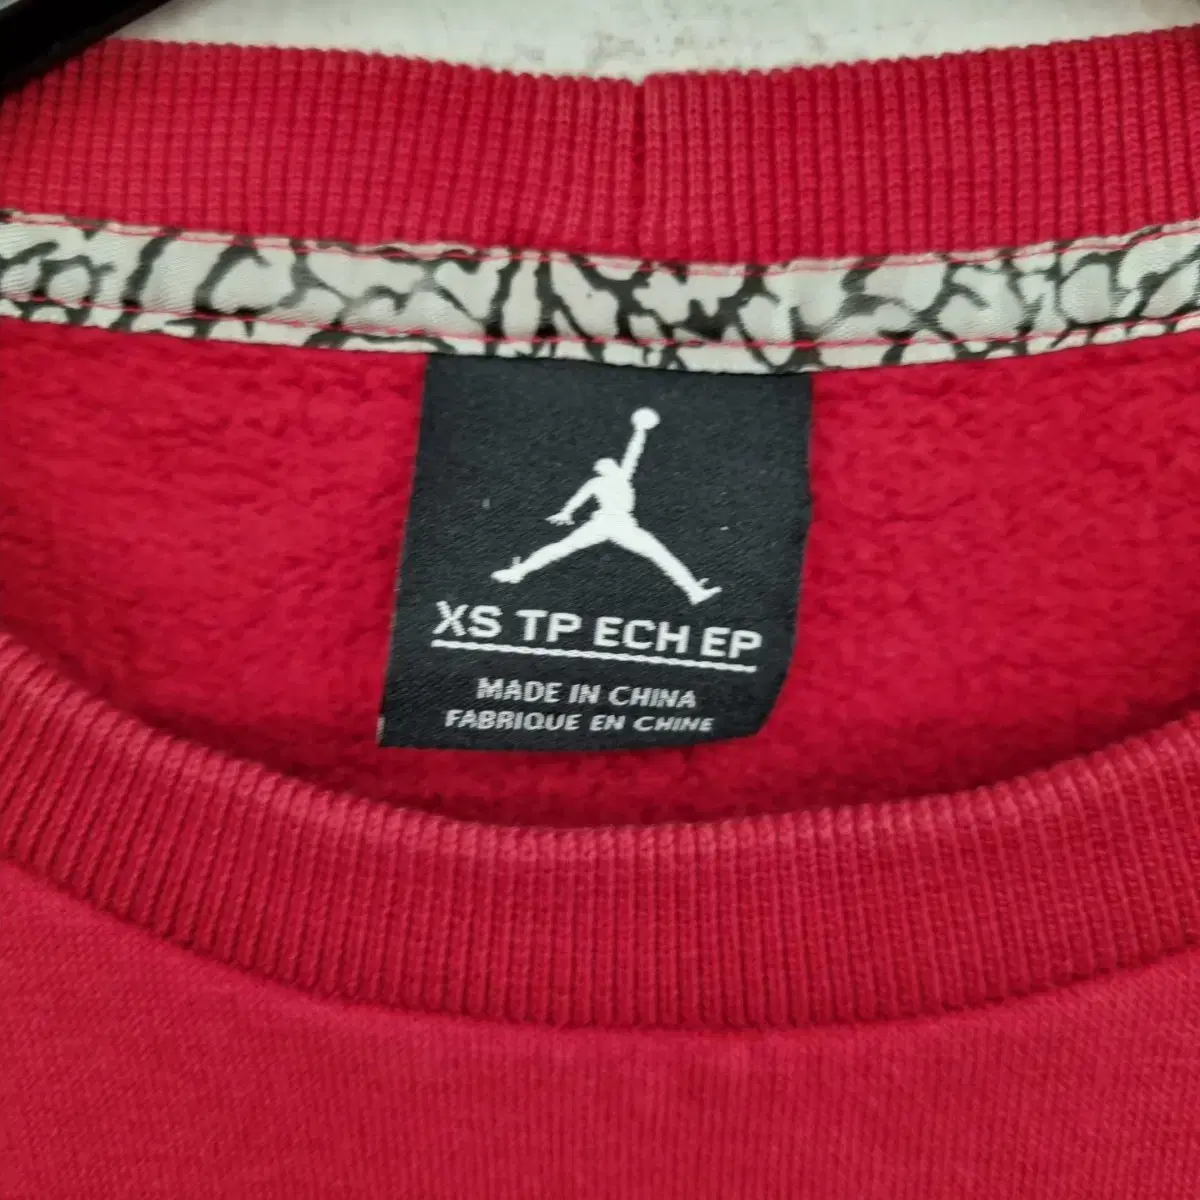 XS TP ECH EP
MADE IN CHINA
FABRIQUE EN CHINE